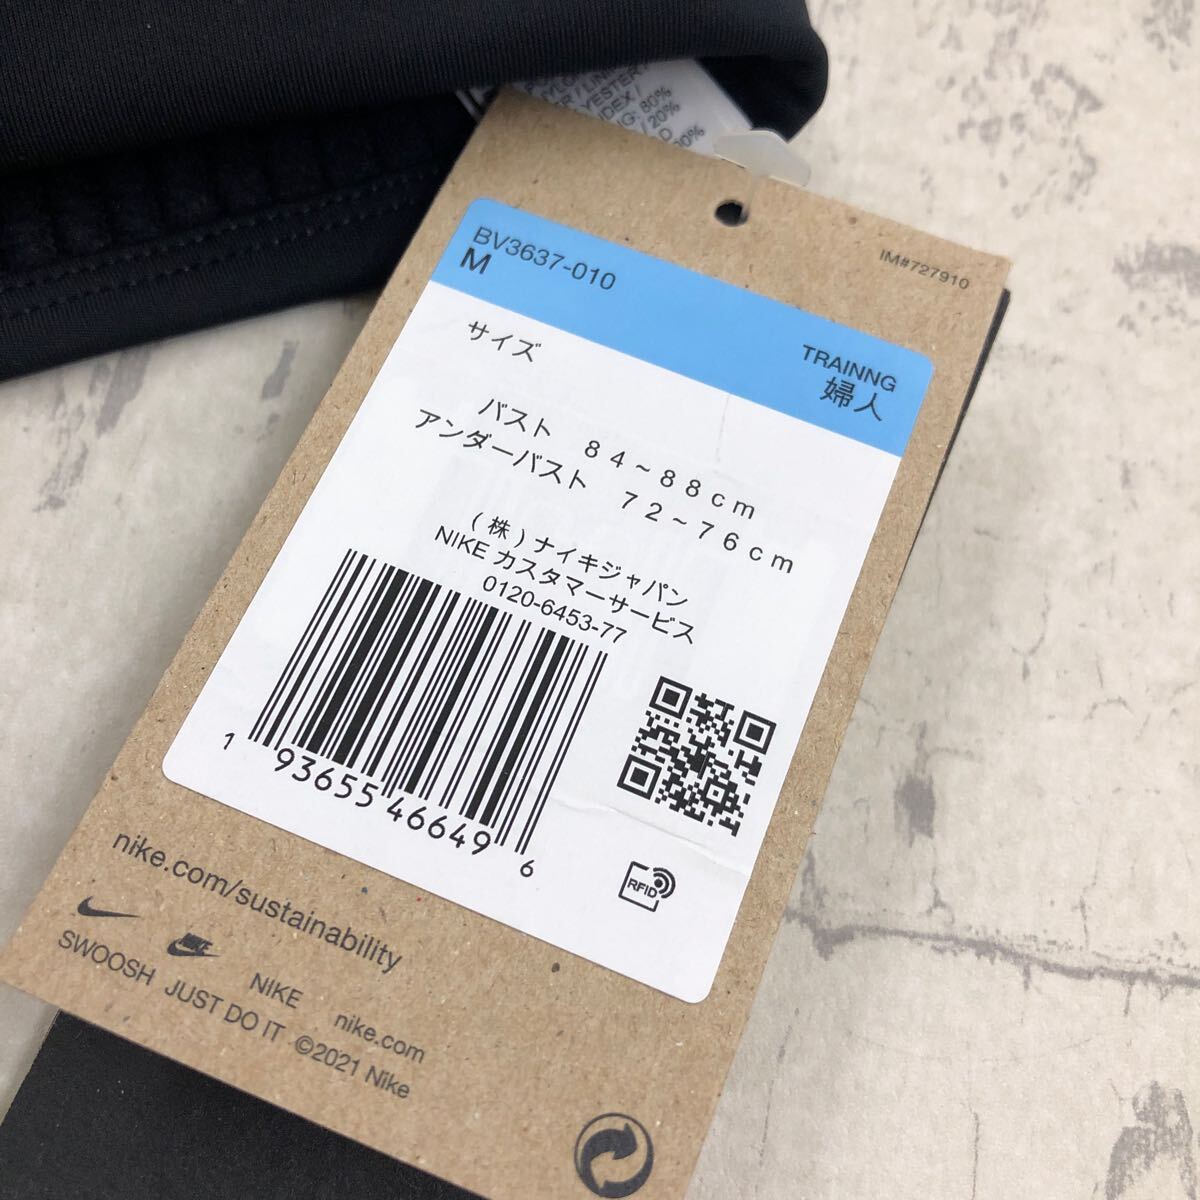 NG: 80%
/ 20%
IM#727910
BV3637-010
M
TRAINNG
婦人
サイズ
バスト 84~88cm
アンダーバスト 72~76cm
(株)ナイキジャパン
NIKE カスタマーサービス
0120-6453-77
1 93655 46649 6
RFID
nike.com/sustainability
NIKE nike.com
SWOOSH JUST DO IT ©2021 Nike